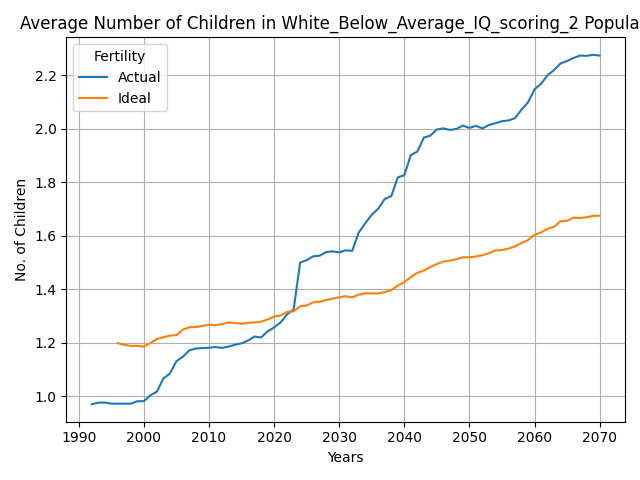 Average Number of Children in White_Below_Average_IQ_scoring_2 Popula
Fertility
Actual
Ideal
2.2
2.0
1.8
1.6
1.4
1.2
1.0
No. of Children
1990 2000 2010 2020 2030 2040 2050 2060 2070
Years